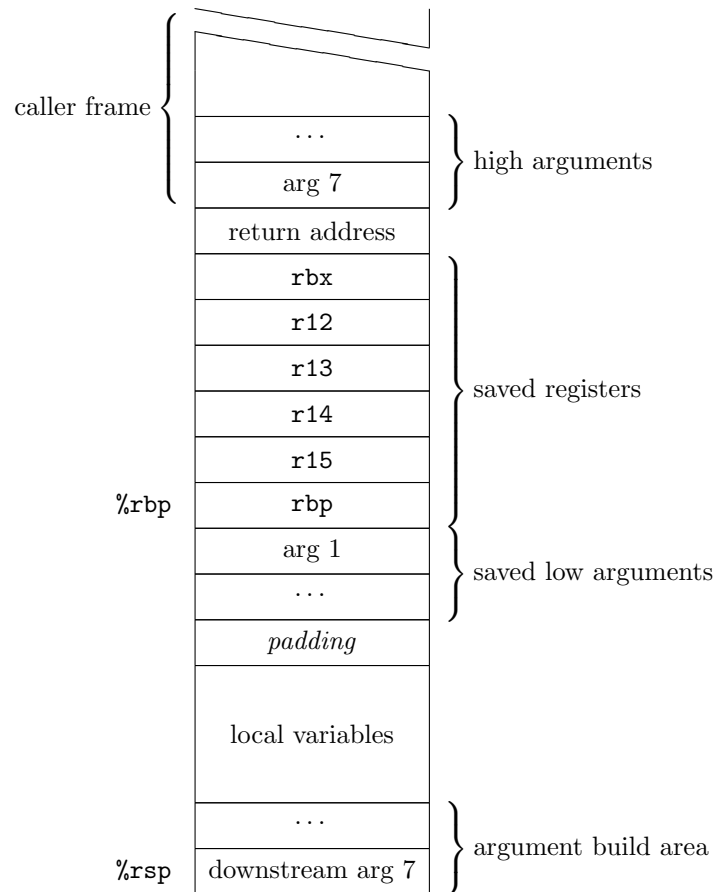 caller frame
...
high arguments
arg 7
return address
rbx
r12
r13
saved registers
r14
r15
%rbp
rbp
arg 1
saved low arguments
...
padding
local variables
...
argument build area
%rsp
downstream arg 7